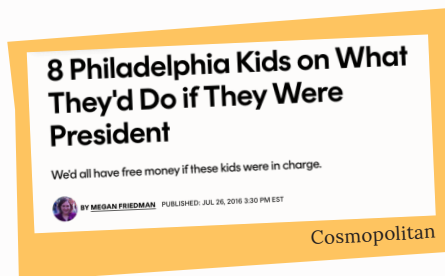 8 Philadelphia Kids on What
They'd Do if They Were
President
We'd all have free money if these kids were in charge.
BY MEGAN FRIEDMAN PUBLISHED: JUL 26, 2016 3:30 PM EST
Cosmopolitan